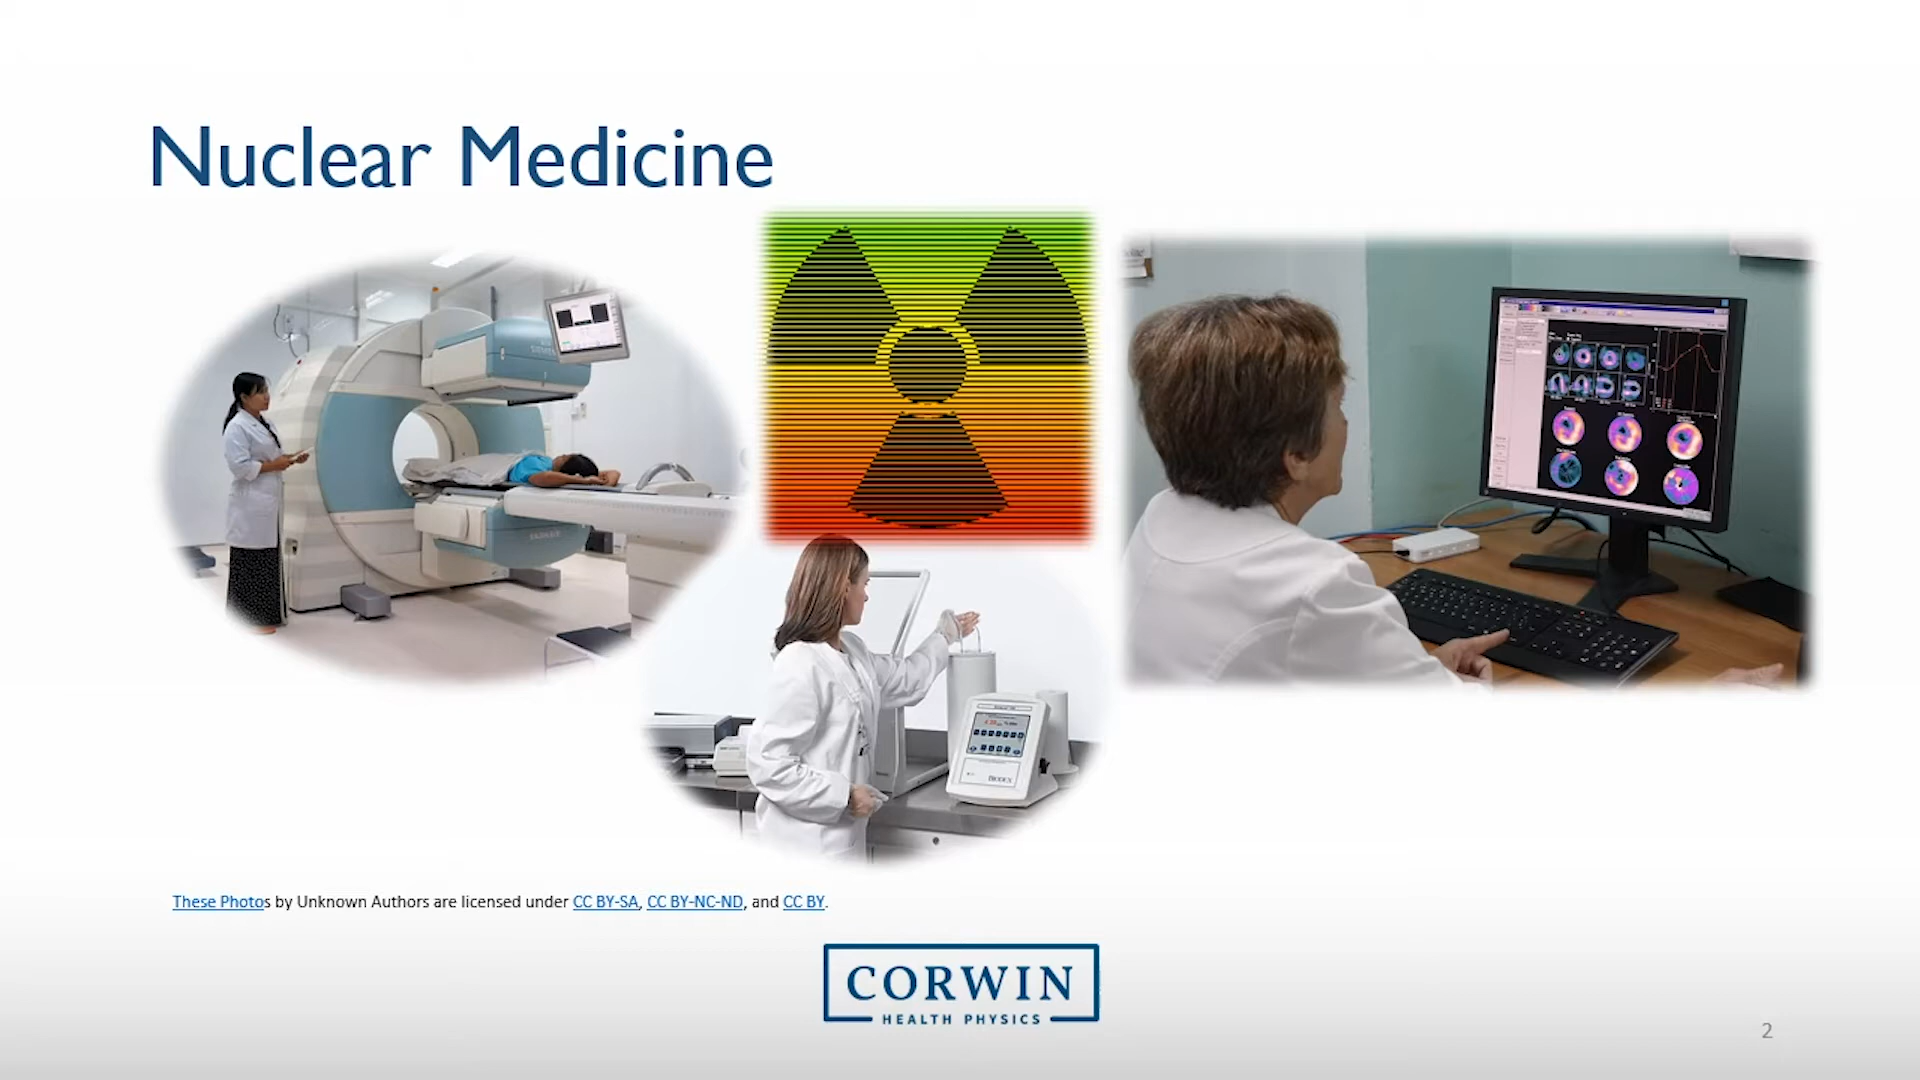 Nuclear Medicine
BIODEX
These Photos by Unknown Authors are licensed under CC BY-SA, CC BY-NC-ND, and CC BY.
CORWIN
HEALTH PHYSICS
2